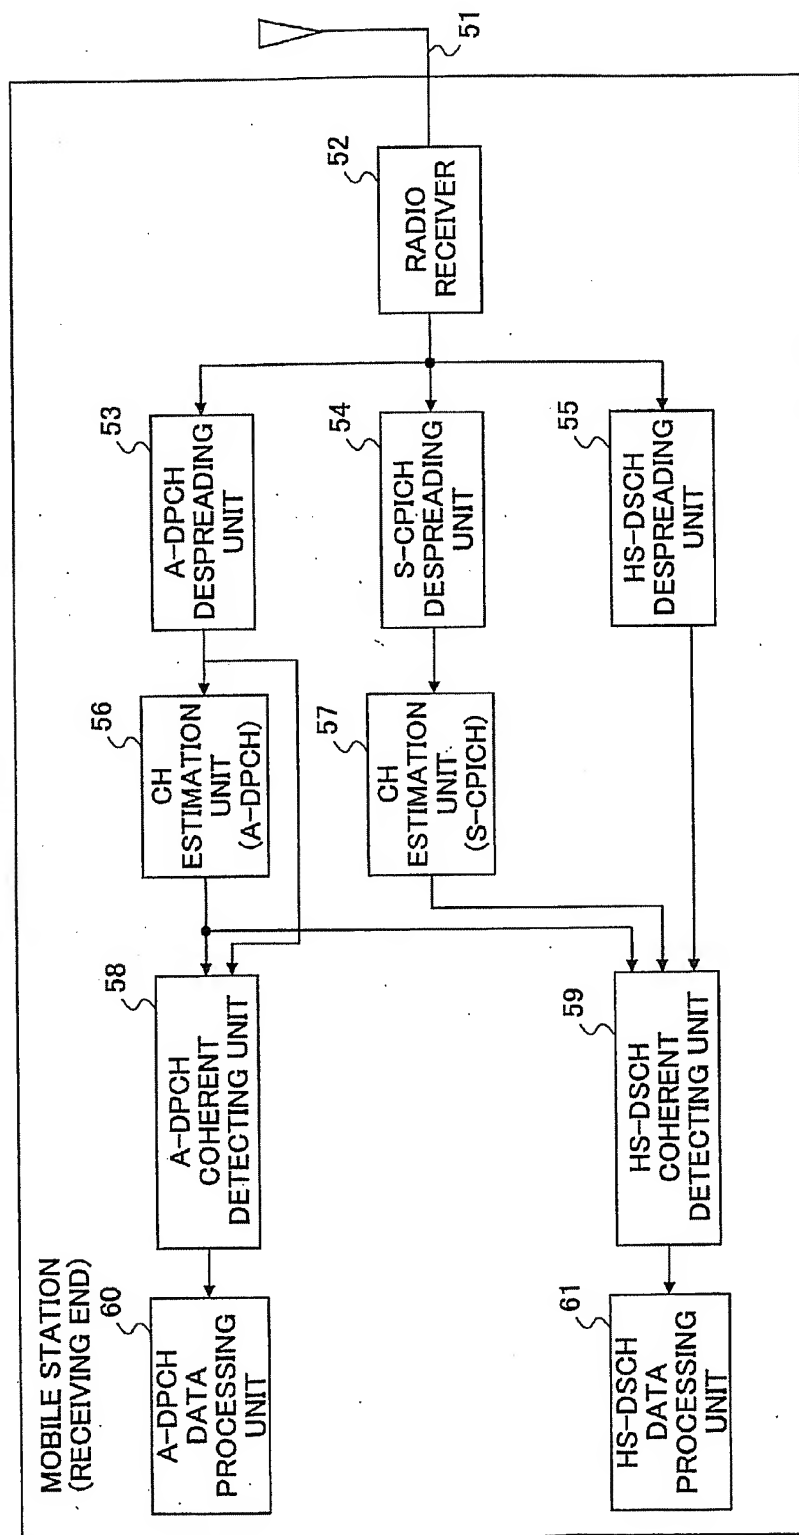 MOBILE STATION
(RECEIVING END)
51
52
RADIO
RECEIVER
53
A-DPCH
DESPREADING
UNIT
54
S-CPICH
DESPREADING
UNIT
55
HS-DSCH
DESPREADING
UNIT
56
CH
ESTIMATION
UNIT
(A-DPCH)
57
CH
ESTIMATION
UNIT
(S-CPICH)
58
A-DPCH
COHERENT
DETECTING UNIT
59
HS-DSCH
COHERENT
DETECTING UNIT
60
A-DPCH
DATA
PROCESSING
UNIT
61
HS-DSCH
DATA
PROCESSING
UNIT